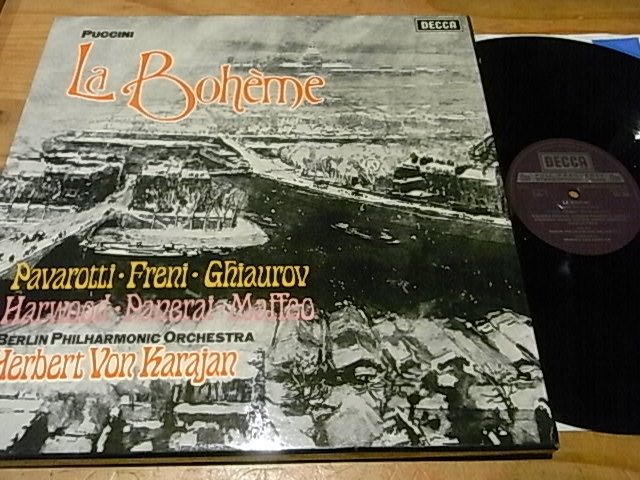 PUCCINI
DECCA
La Bohème
Pavarotti · Freni · Ghiaurov
Harwood · Panerai · Maffeo
BERLIN PHILHARMONIC ORCHESTRA
Herbert Von Karajan
DECCA